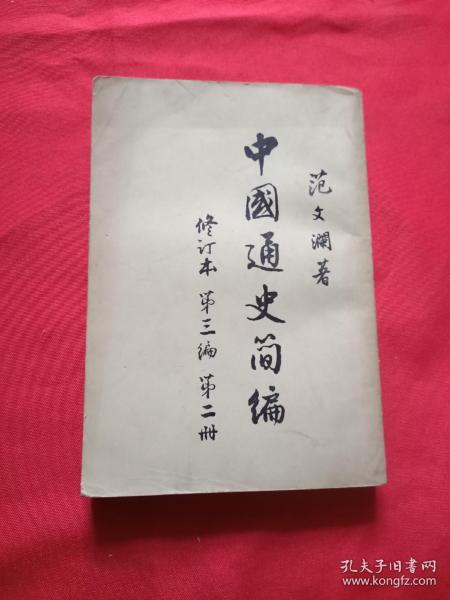 范文瀾著
中國通史简编
修订本 第三编 第二册
孔夫子旧书网
www.kongfz.com